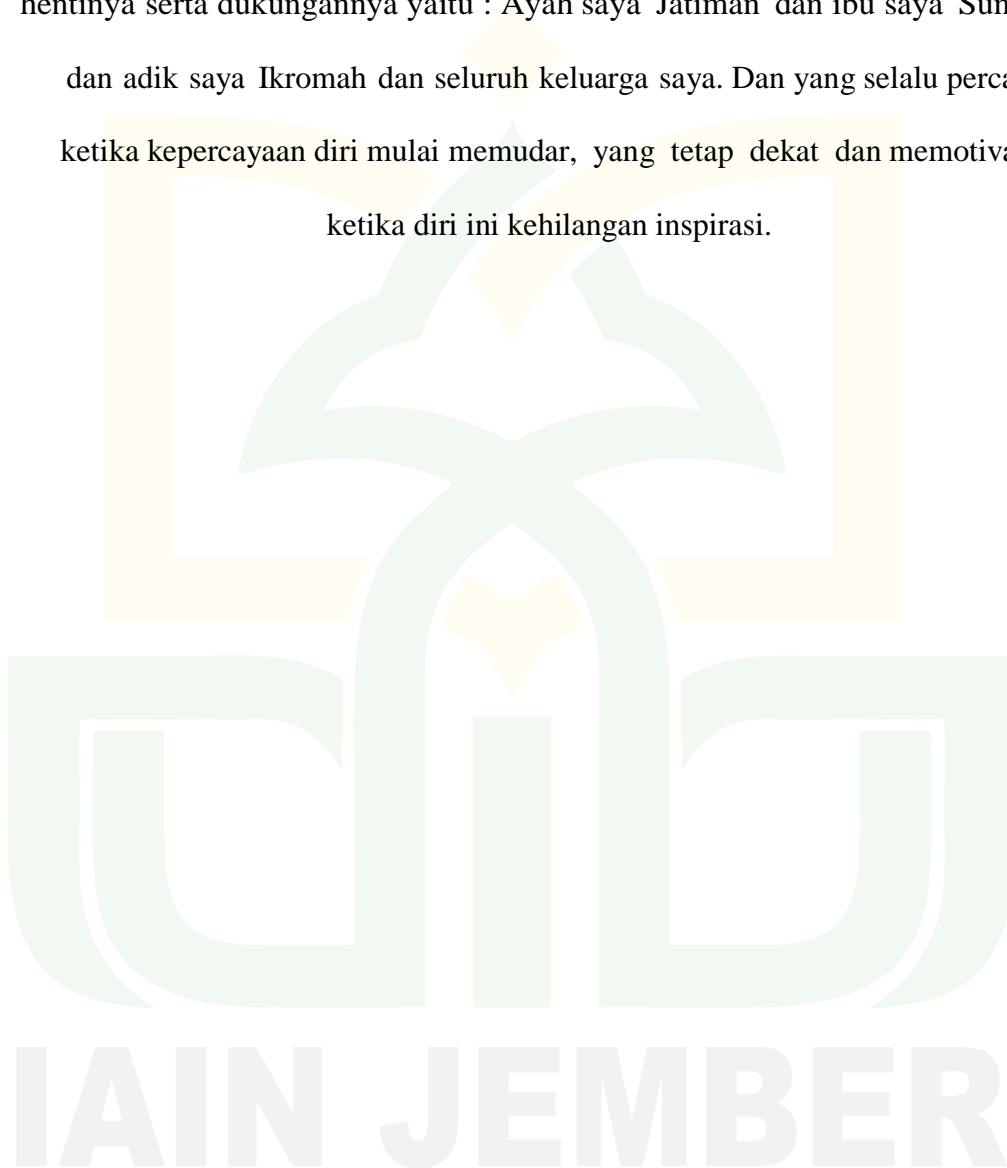 hentinya serta dukungannya yaitu : Ayah saya Jatiman dan ibu saya
dan adik saya Ikromah dan seluruh keluarga saya. Dan yang selalu
ketika kepercayaan diri mulai memudar, yang tetap dekat dan
ketika diri ini kehilangan inspirasi.
IAIN JEMBER